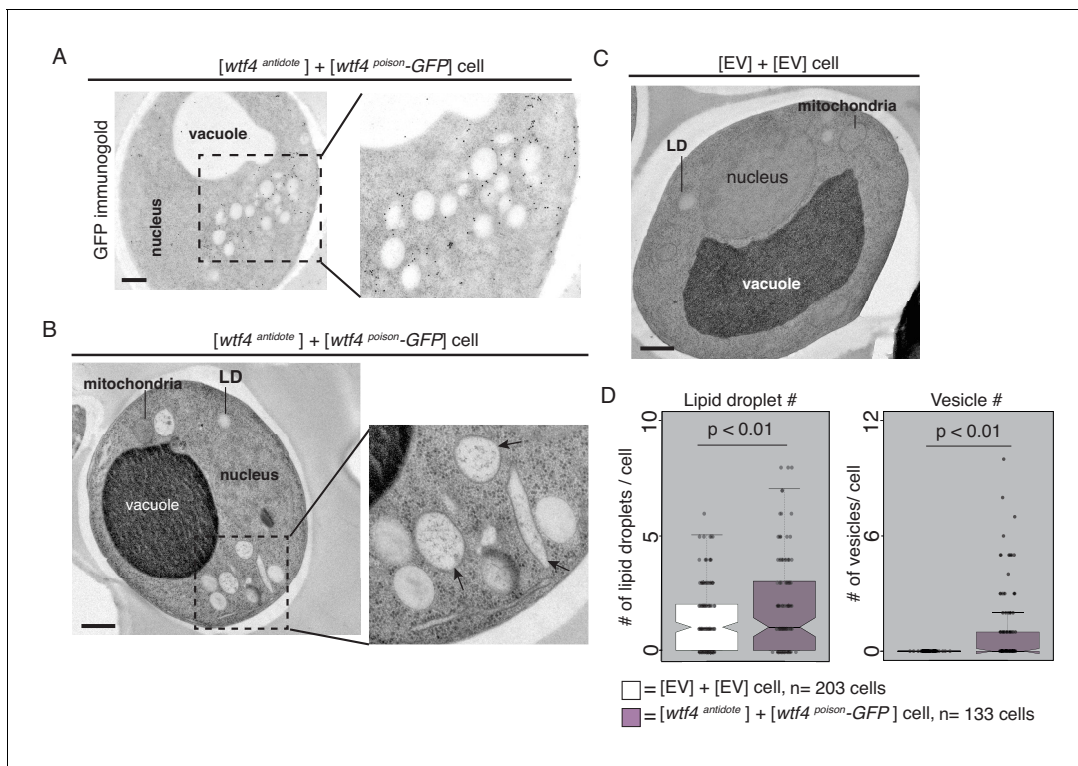 A
[wtf4 antidote] + [wtf4 poison-GFP] cell
GFP immunogold
vacuole
nucleus
B
[wtf4 antidote] + [wtf4 poison-GFP] cell
mitochondria
LD
nucleus
vacuole
C
[EV] + [EV] cell
mitochondria
LD
nucleus
vacuole
D
Lipid droplet #
p < 0.01
# of lipid droplets / cell
10
5
0
Vesicle #
p < 0.01
# of vesicles/ cell
12
6
0
= [EV] + [EV] cell, n= 203 cells
= [wtf4 antidote] + [wtf4 poison-GFP ] cell, n= 133 cells